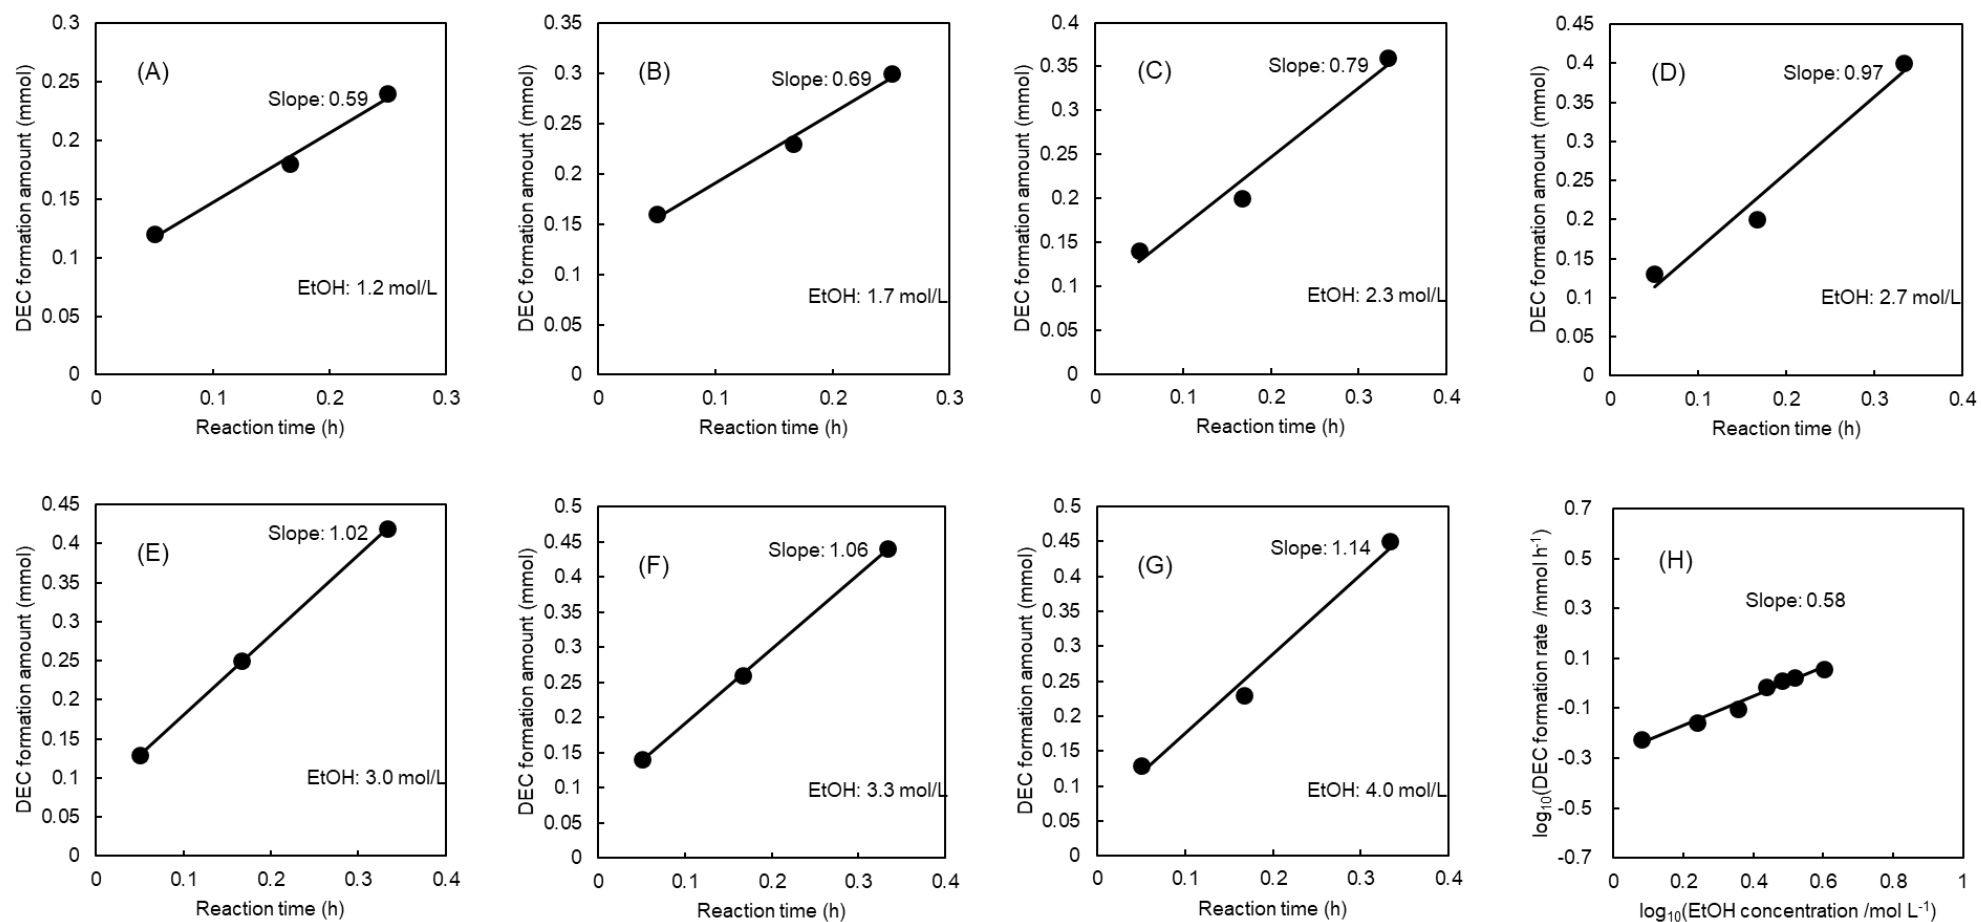 (A)
DEC formation amount (mmol)
0.3
0.25
0.2
0.15
0.1
0.05
0
Slope: 0.59
EtOH: 1.2 mol/L
0 0.1 0.2 0.3
Reaction time (h)
(B)
DEC formation amount (mmol)
0.35
0.3
0.25
0.2
0.15
0.1
0.05
0
Slope: 0.69
EtOH: 1.7 mol/L
0 0.1 0.2 0.3
Reaction time (h)
(C)
DEC formation amount (mmol)
0.4
0.35
0.3
0.25
0.2
0.15
0.1
0.05
0
Slope: 0.79
EtOH: 2.3 mol/L
0 0.1 0.2 0.3 0.4
Reaction time (h)
(D)
DEC formation amount (mmol)
0.45
0.4
0.35
0.3
0.25
0.2
0.15
0.1
0.05
0
Slope: 0.97
EtOH: 2.7 mol/L
0 0.1 0.2 0.3 0.4
Reaction time (h)
(E)
DEC formation amount (mmol)
0.45
0.4
0.35
0.3
0.25
0.2
0.15
0.1
0.05
0
Slope: 1.02
EtOH: 3.0 mol/L
0 0.1 0.2 0.3 0.4
Reaction time (h)
(F)
DEC formation amount (mmol)
0.5
0.45
0.4
0.35
0.3
0.25
0.2
0.15
0.1
0.05
0
Slope: 1.06
EtOH: 3.3 mol/L
0 0.1 0.2 0.3 0.4
Reaction time (h)
(G)
DEC formation amount (mmol)
0.5
0.45
0.4
0.35
0.3
0.25
0.2
0.15
0.1
0.05
0
Slope: 1.14
EtOH: 4.0 mol/L
0 0.1 0.2 0.3 0.4
Reaction time (h)
(H)
log₁₀(DEC formation rate /mmol h⁻¹)
0.7
0.5
0.3
0.1
-0.1
-0.3
-0.5
-0.7
Slope: 0.58
0 0.2 0.4 0.6 0.8 1
log₁₀(EtOH concentration /mol L⁻¹)